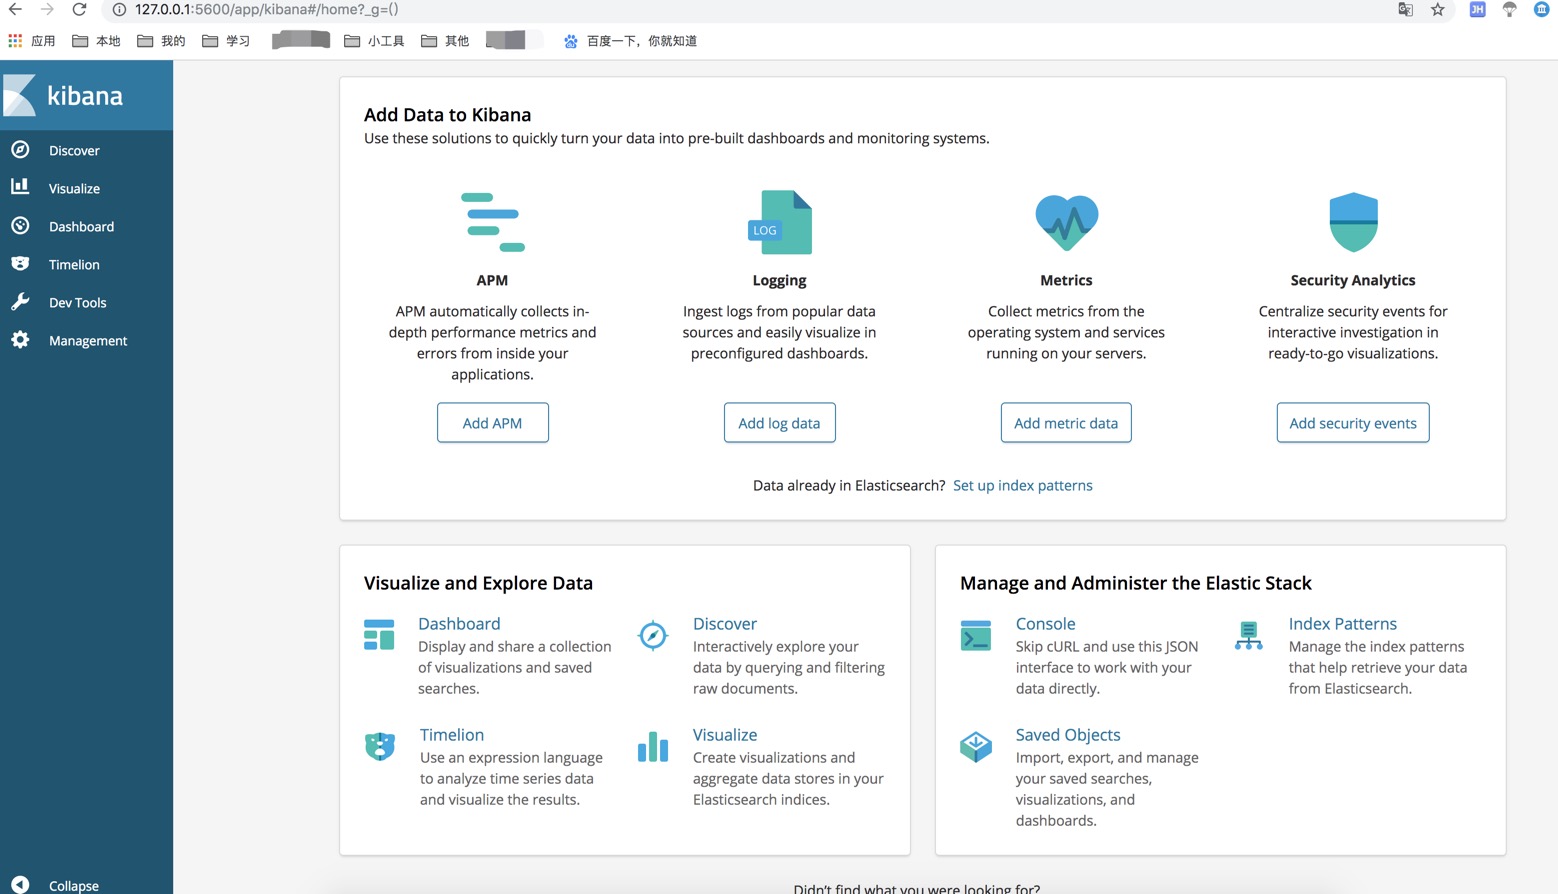 127.0.0.1:5600/app/kibana#/home?_g=()
JH
应用 本地 我的 学习 小工具 其他 百度一下，你就知道
kibana
Discover
Visualize
Dashboard
Timelion
Dev Tools
Management
Collapse
Add Data to Kibana
Use these solutions to quickly turn your data into pre-built dashboards and monitoring systems.
APM
APM automatically collects in-
depth performance metrics and
errors from inside your
applications.
Add APM
LOG
Logging
Ingest logs from popular data
sources and easily visualize in
preconfigured dashboards.
Add log data
Metrics
Collect metrics from the
operating system and services
running on your servers.
Add metric data
Security Analytics
Centralize security events for
interactive investigation in
ready-to-go visualizations.
Add security events
Data already in Elasticsearch? Set up index patterns
Visualize and Explore Data
Dashboard
Display and share a collection
of visualizations and saved
searches.
Discover
Interactively explore your
data by querying and filtering
raw documents.
Timelion
Use an expression language
to analyze time series data
and visualize the results.
Visualize
Create visualizations and
aggregate data stores in your
Elasticsearch indices.
Manage and Administer the Elastic Stack
Console
Skip cURL and use this JSON
interface to work with your
data directly.
Index Patterns
Manage the index patterns
that help retrieve your data
from Elasticsearch.
Saved Objects
Import, export, and manage
your saved searches,
visualizations, and
dashboards.
Didn't find what you were looking for?